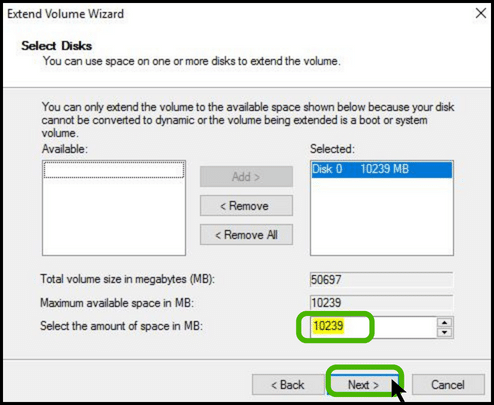 Extend Volume Wizard
Select Disks
You can use space on one or more disks to extend the volume.
You can only extend the volume to the available space shown below because your disk
cannot be converted to dynamic or the volume being extended is a boot or system
volume.
Available:
Selected:
Add >
Disk 0 10239 MB
< Remove
< Remove All
Total volume size in megabytes (MB): 50697
Maximum available space in MB: 10239
Select the amount of space in MB: 10239
< Back Next > Cancel